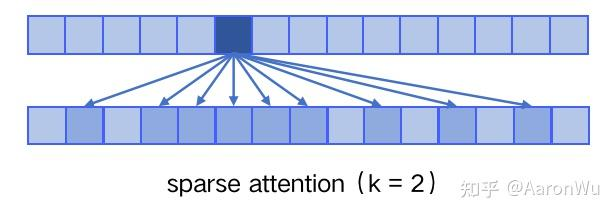 sparse attention（k = 2）
知乎 @AaronWu